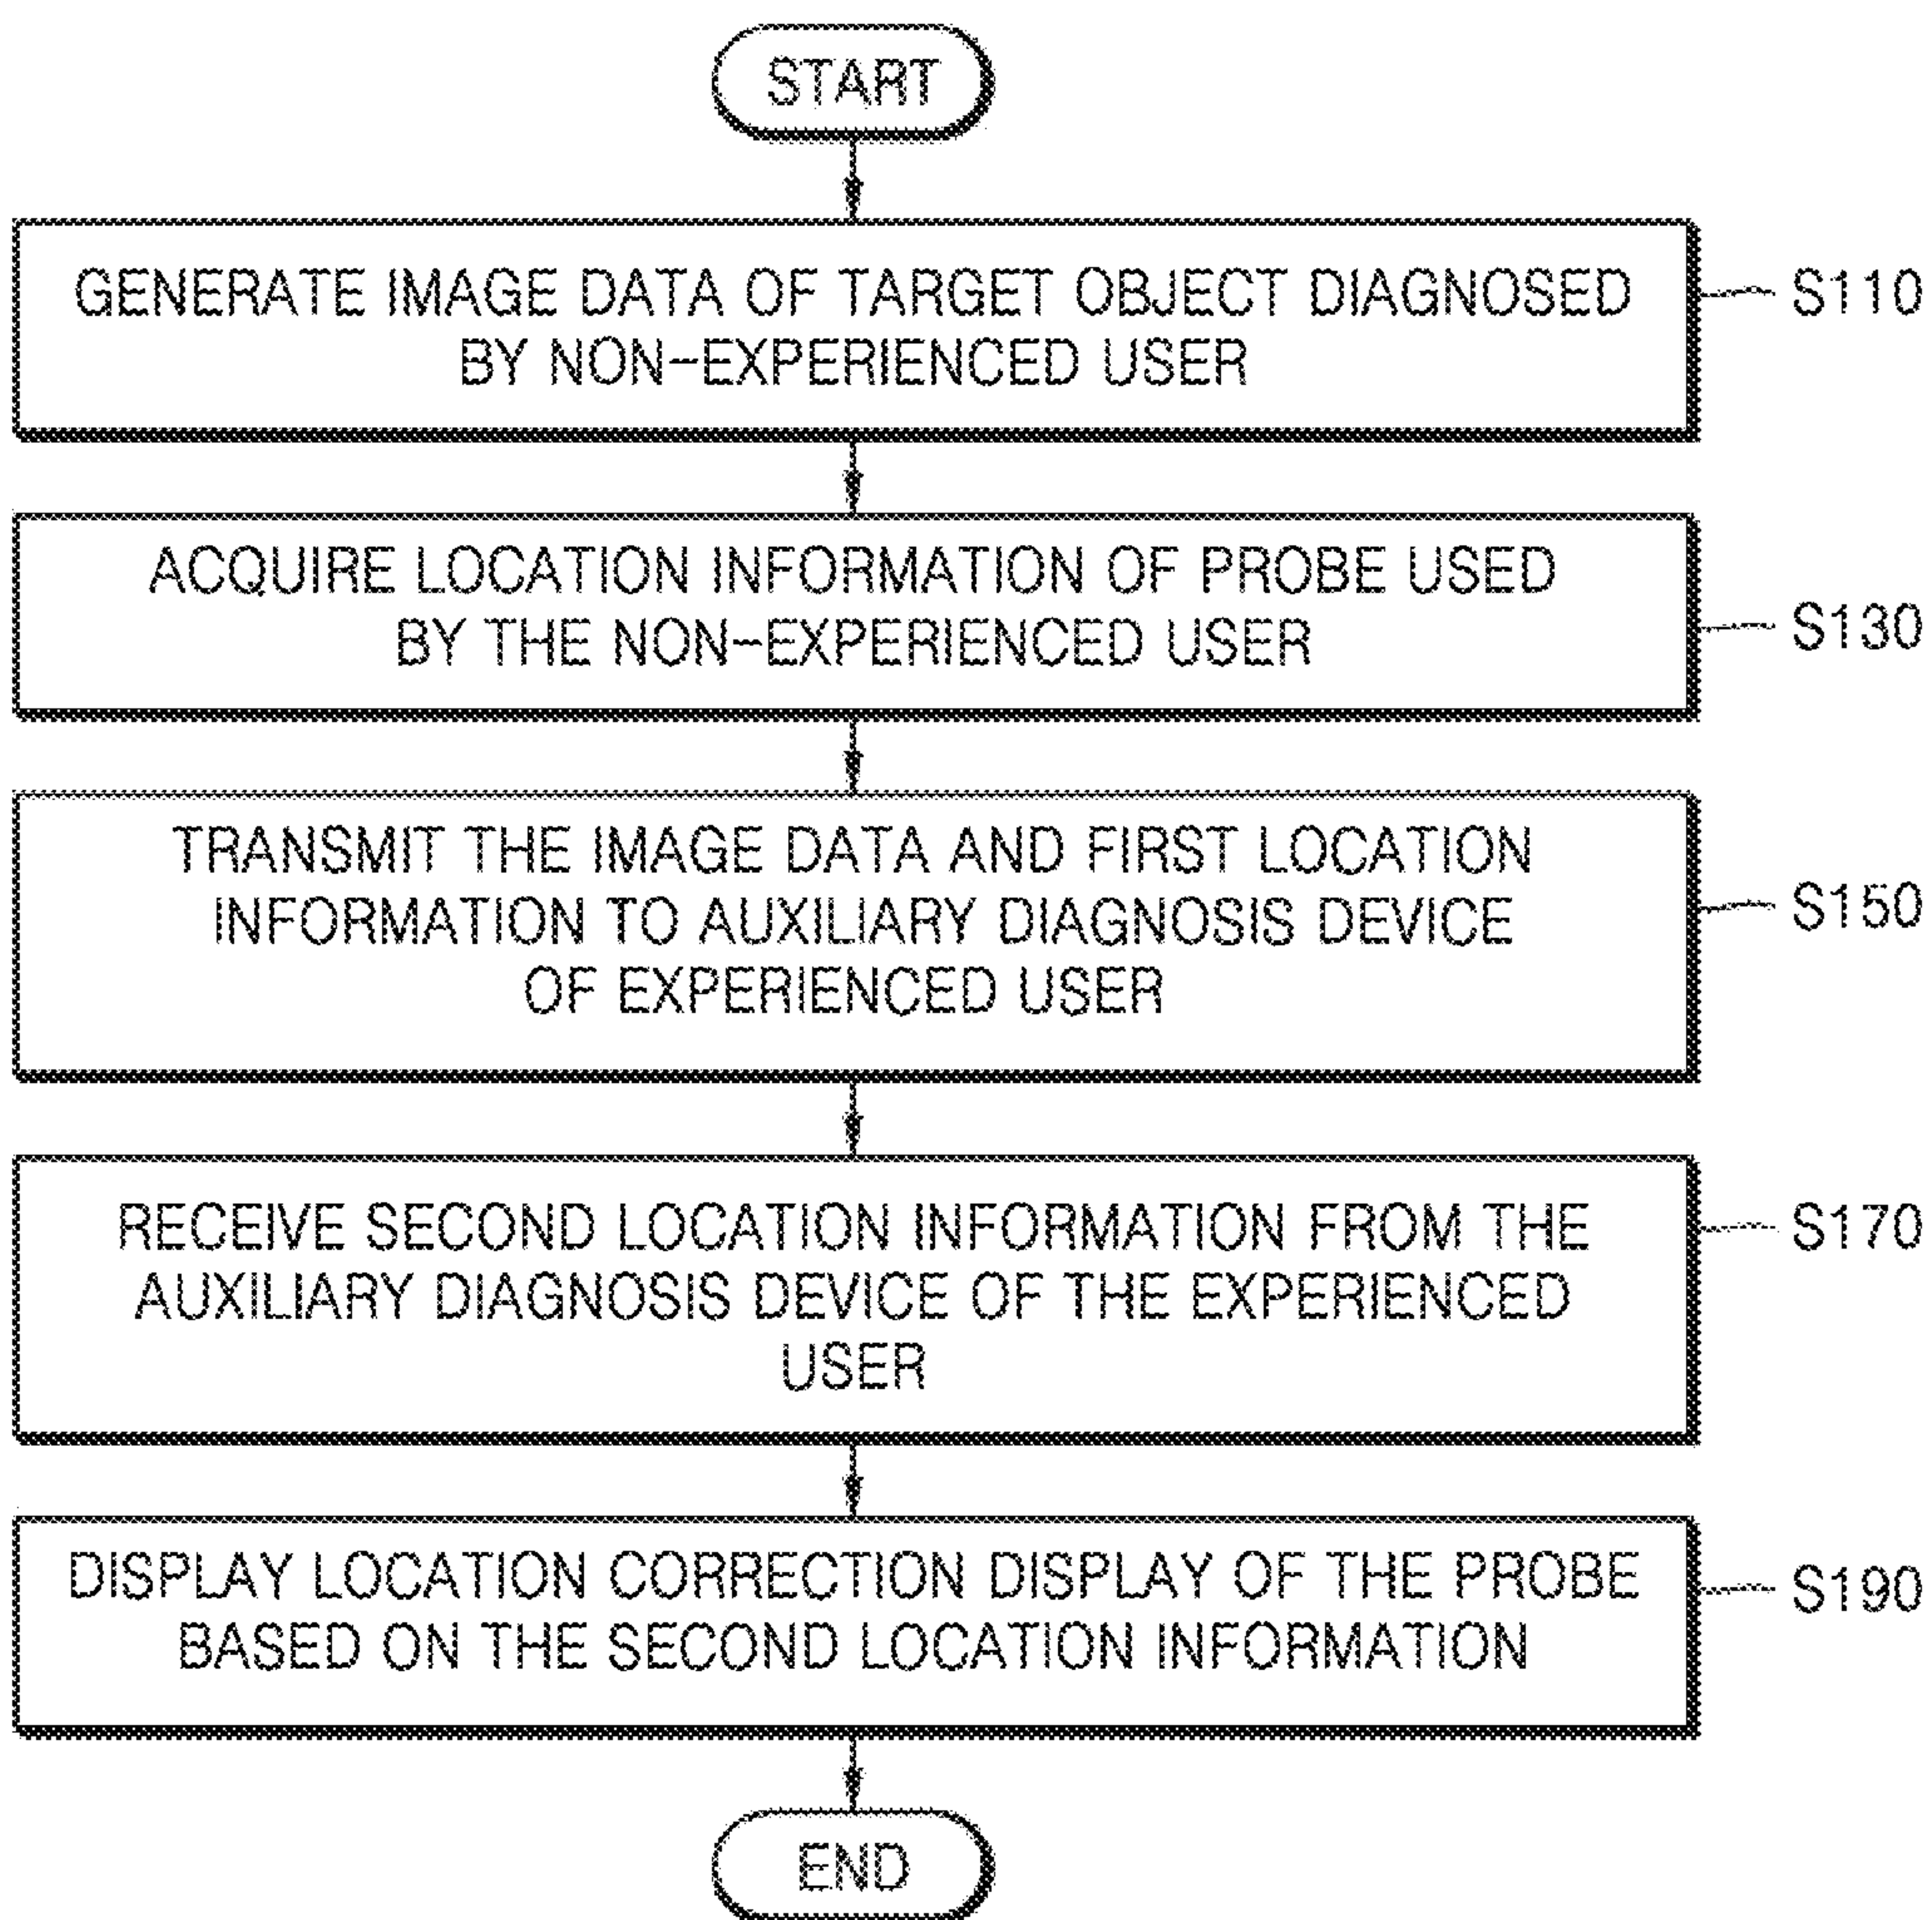 START
GENERATE IMAGE DATA OF TARGET OBJECT DIAGNOSED
BY NON-EXPERIENCED USER
S110
ACQUIRE LOCATION INFORMATION OF PROBE USED
BY THE NON-EXPERIENCED USER
S130
TRANSMIT THE IMAGE DATA AND FIRST LOCATION
INFORMATION TO AUXILIARY DIAGNOSIS DEVICE
OF EXPERIENCED USER
S150
RECEIVE SECOND LOCATION INFORMATION FROM THE
AUXILIARY DIAGNOSIS DEVICE OF THE EXPERIENCED
USER
S170
DISPLAY LOCATION CORRECTION DISPLAY OF THE PROBE
BASED ON THE SECOND LOCATION INFORMATION
S190
END